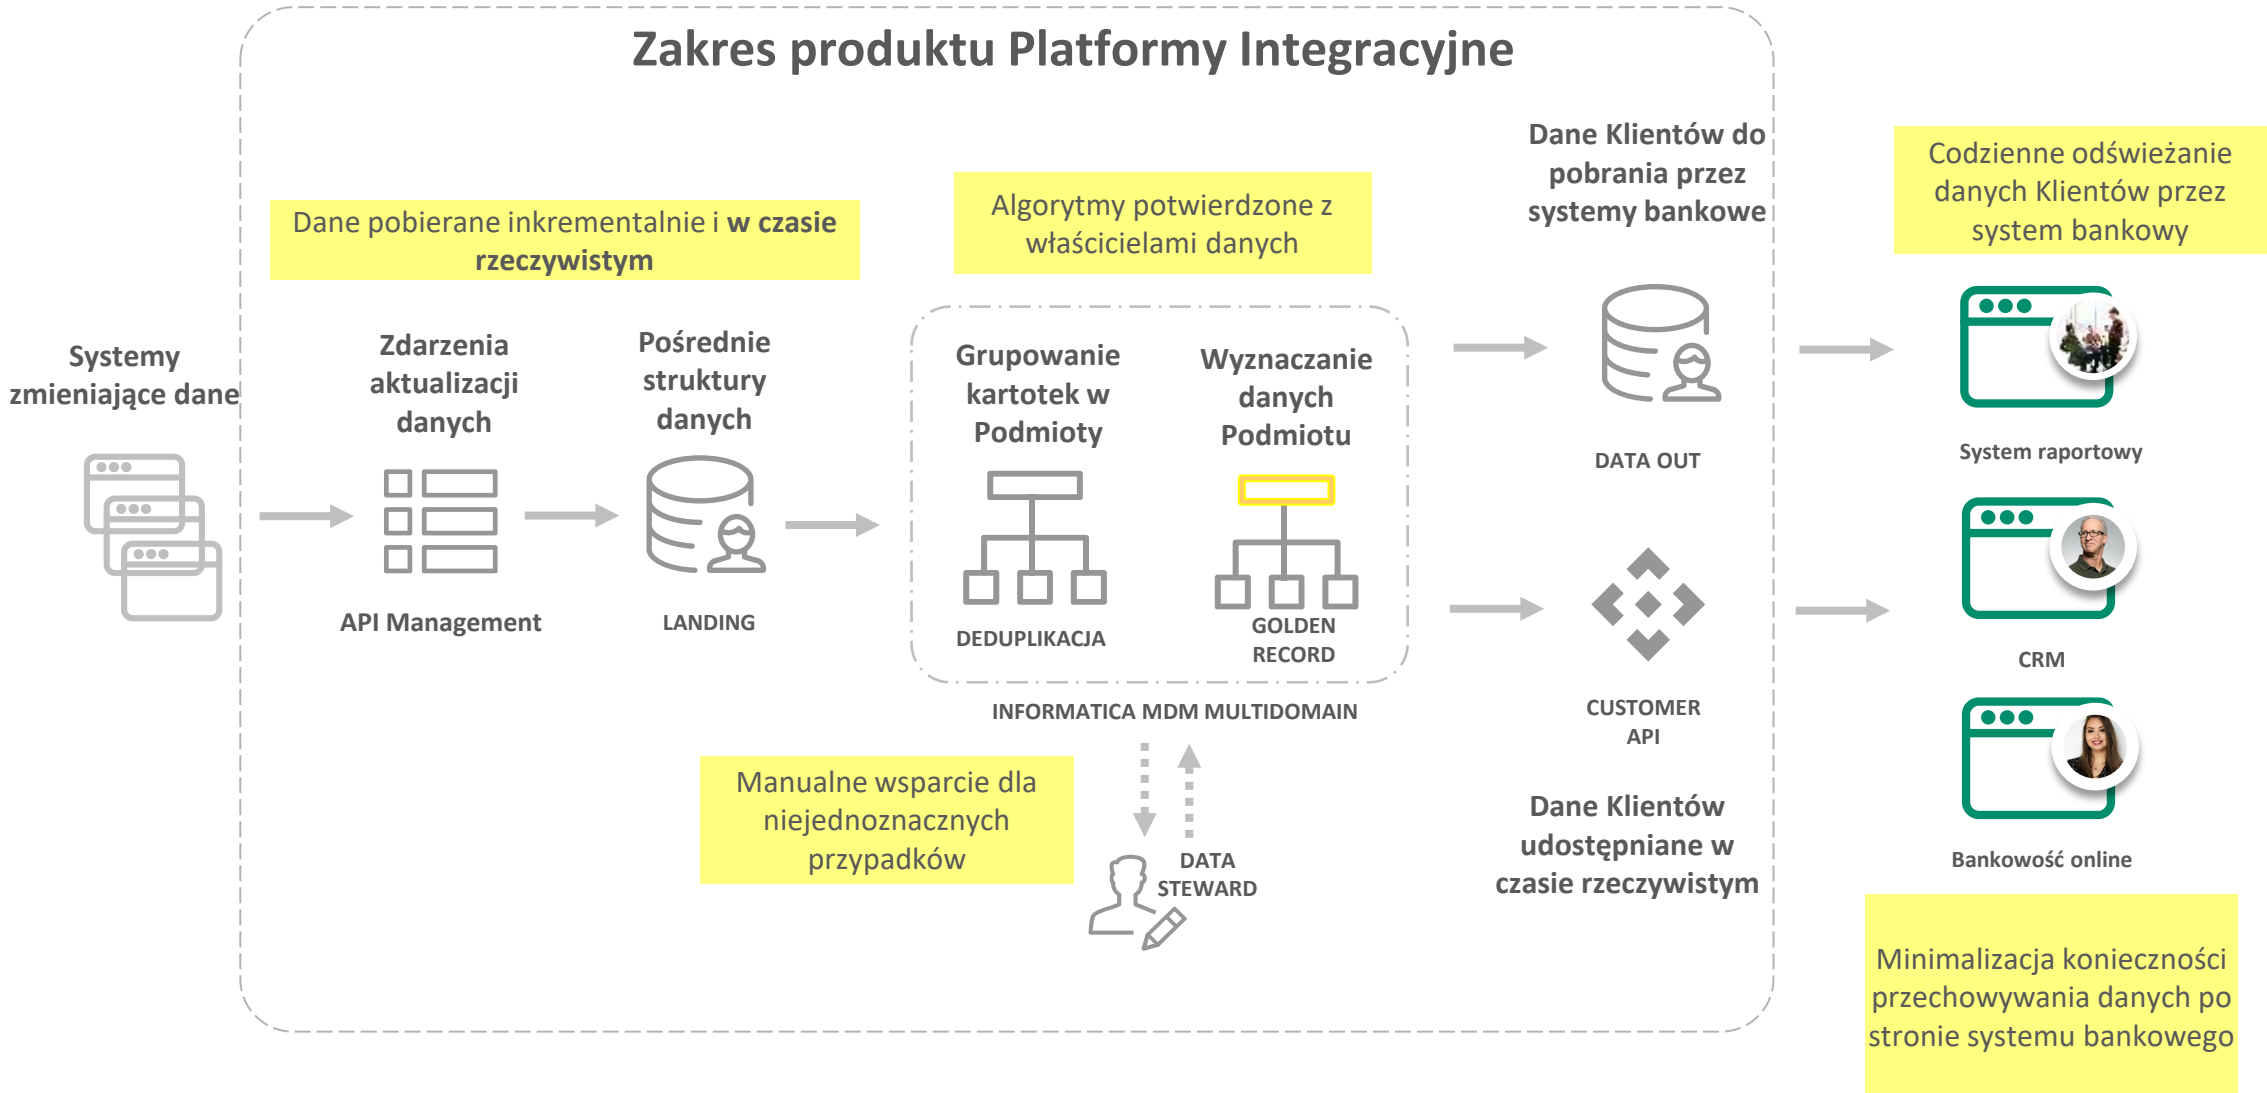 Zakres produktu Platformy Integracyjne
Dane pobierane inkrementalnie i w czasie
rzeczywistym
Algorytmy potwierdzone z
właścicielami danych
Dane Klientów do
pobrania przez
systemy bankowe
Codzienne odświeżanie
danych Klientów przez
system bankowy
Systemy
zmieniające dane
Zdarzenia
aktualizacji
danych
API Management
Pośrednie
struktury
danych
LANDING
Grupowanie
kartotek w
Podmioty
DEDUPLIKACJA
Wyznaczanie
danych
Podmiotu
GOLDEN
RECORD
INFORMATICA MDM MULTIDOMAIN
DATA OUT
System raportowy
CRM
CUSTOMER
API
Manualne wsparcie dla
niejednoznacznych
przypadków
DATA
STEWARD
Dane Klientów
udostępniane w
czasie rzeczywistym
Bankowość online
Minimalizacja konieczności
przechowywania danych po
stronie systemu bankowego